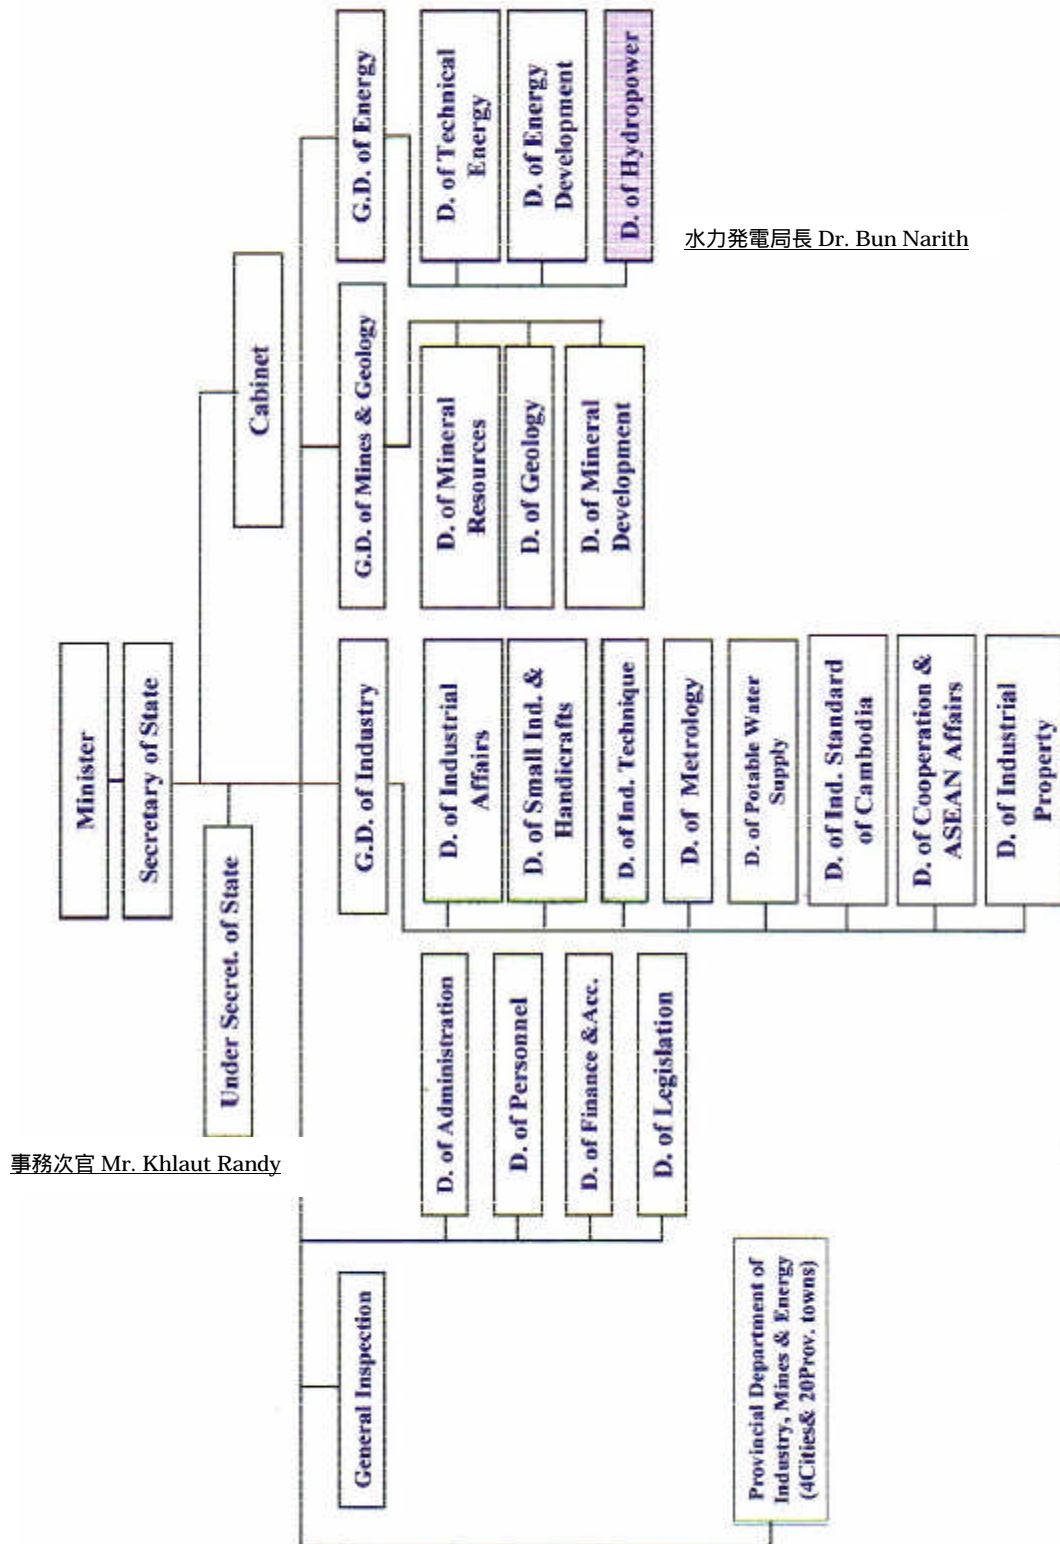 Minister
Secretary of State
Under Secret. of State
事務次官 Mr. Khlaut Randy
Cabinet
General Inspection
G.D. of Industry
G.D. of Mines & Geology
G.D. of Energy
Provincial Department of
Industry, Mines & Energy
(4Cities& 20Prov. towns)
D. of Administration
D. of Personnel
D. of Finance &Acc.
D. of Legislation
D. of Industrial
Affairs
D. of Small Ind. &
Handicrafts
D. of Ind. Technique
D. of Metrology
D. of Potable Water
Supply
D. of Ind. Standard
of Cambodia
D. of Cooperation &
ASEAN Affairs
D. of Industrial
Property
D. of Mineral
Resources
D. of Geology
D. of Mineral
Development
D. of Technical
Energy
D. of Energy
Development
D. of Hydropower
水力発電局長 Dr. Bun Narith